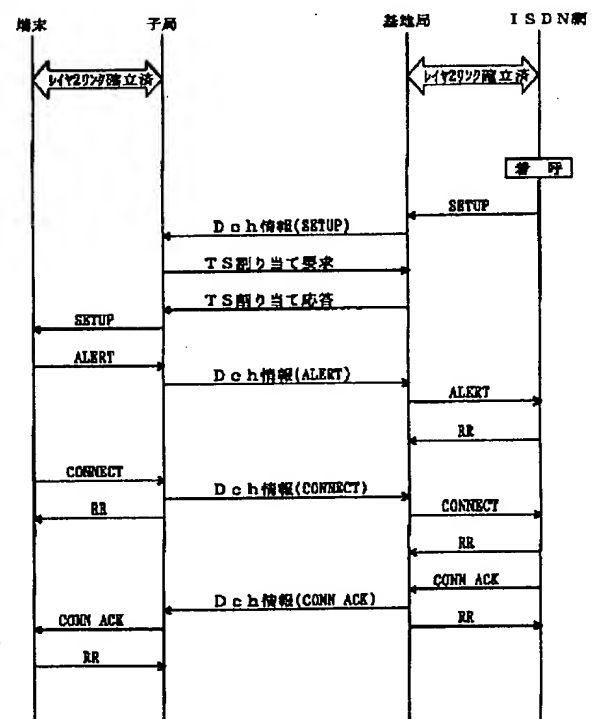 端末 子局 基地局 ISDN網
レイヤ2リンク確立済 レイヤ2リンク確立済
着 呼
SETUP
Dch情報(SETUP)
TS割り当て要求
TS割り当て応答
SETUP
ALERT
Dch情報(ALERT)
ALERT
RR
CONNECT
Dch情報(CONNECT)
RR
CONNECT
RR
CONN ACK
Dch情報(CONN ACK)
CONN ACK
RR
RR